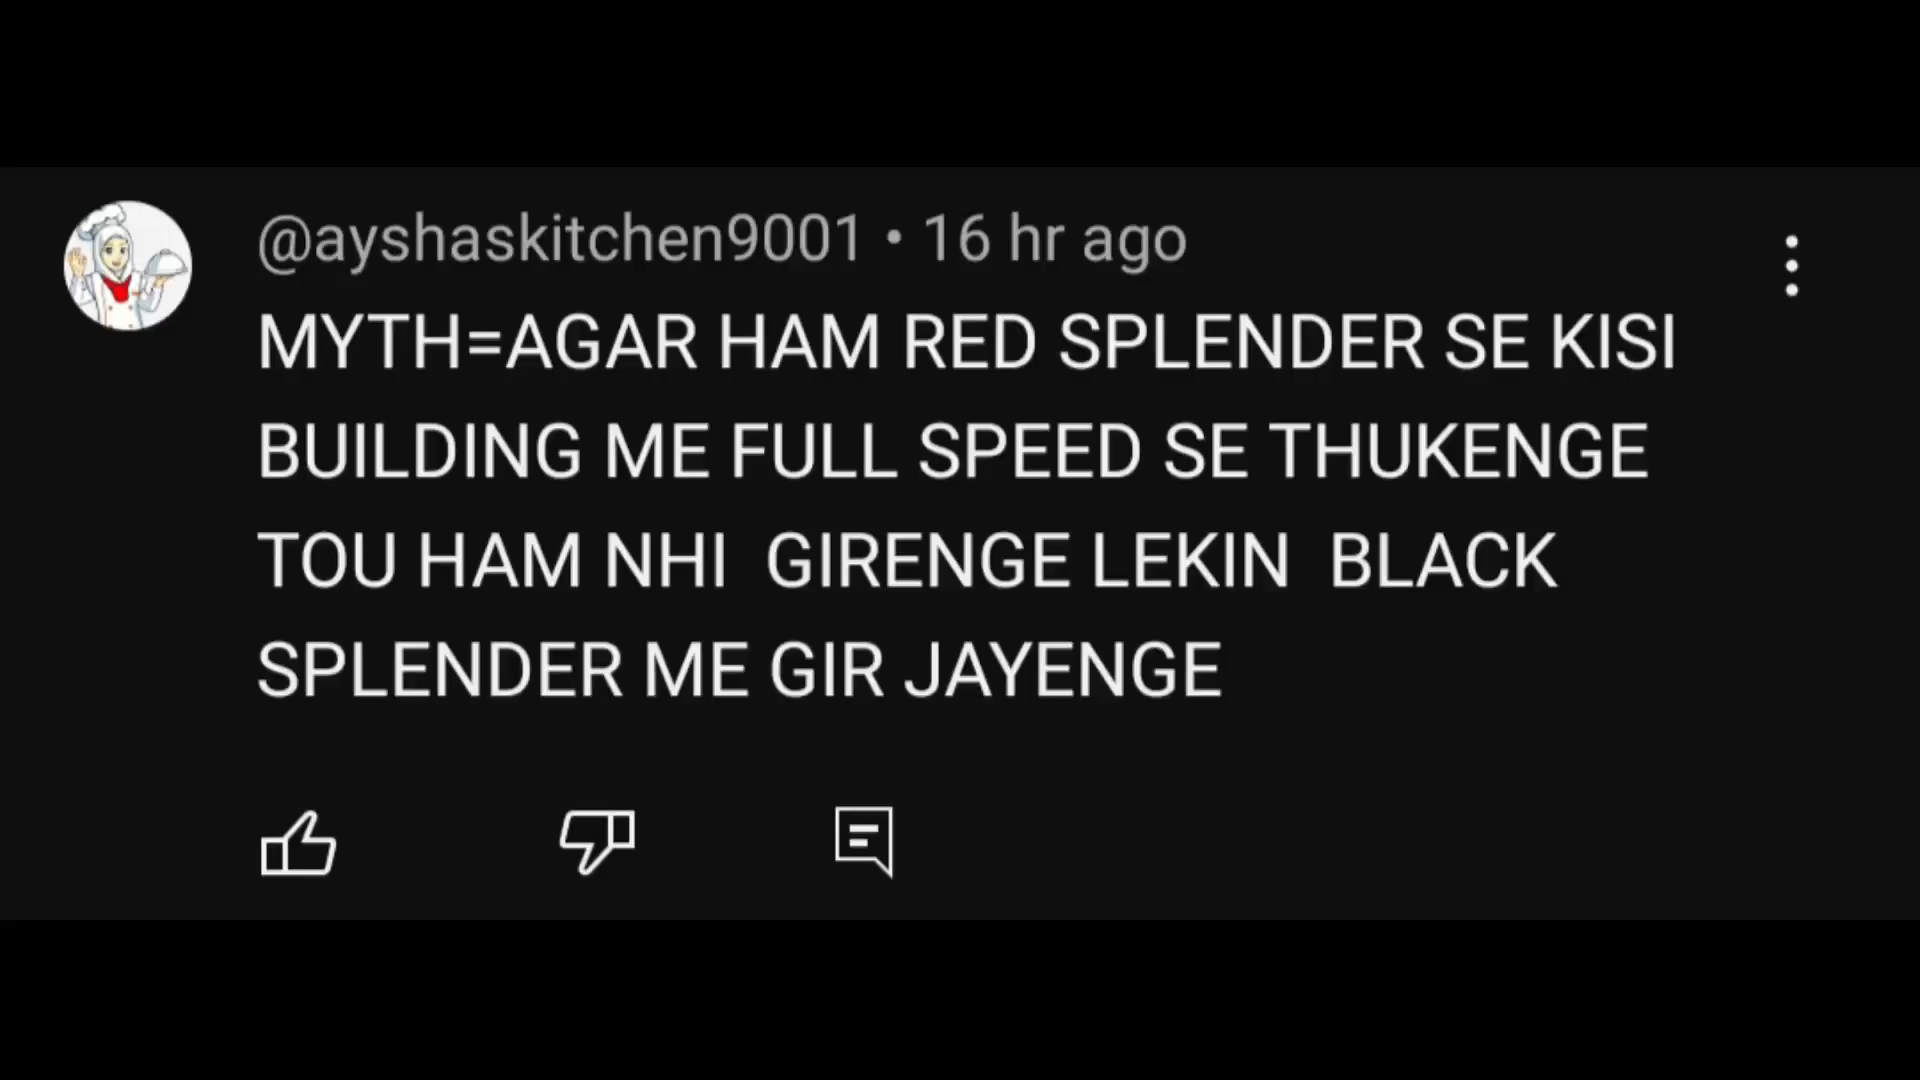 @ayshaskitchen9001 • 16 hr ago
MYTH=AGAR HAM RED SPLENDER SE KISI
BUILDING ME FULL SPEED SE THUKENGE
TOU HAM NHI  GIRENGE LEKIN  BLACK
SPLENDER ME GIR JAYENGE